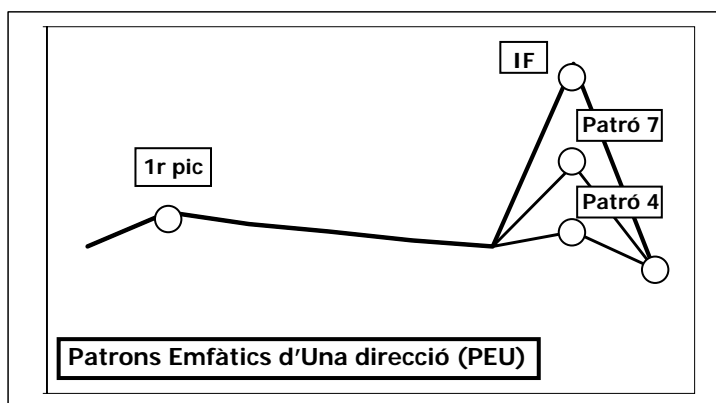 IF
Patró 7
1r pic
Patró 4
Patrons Emfàtics d'Una direcció (PEU)